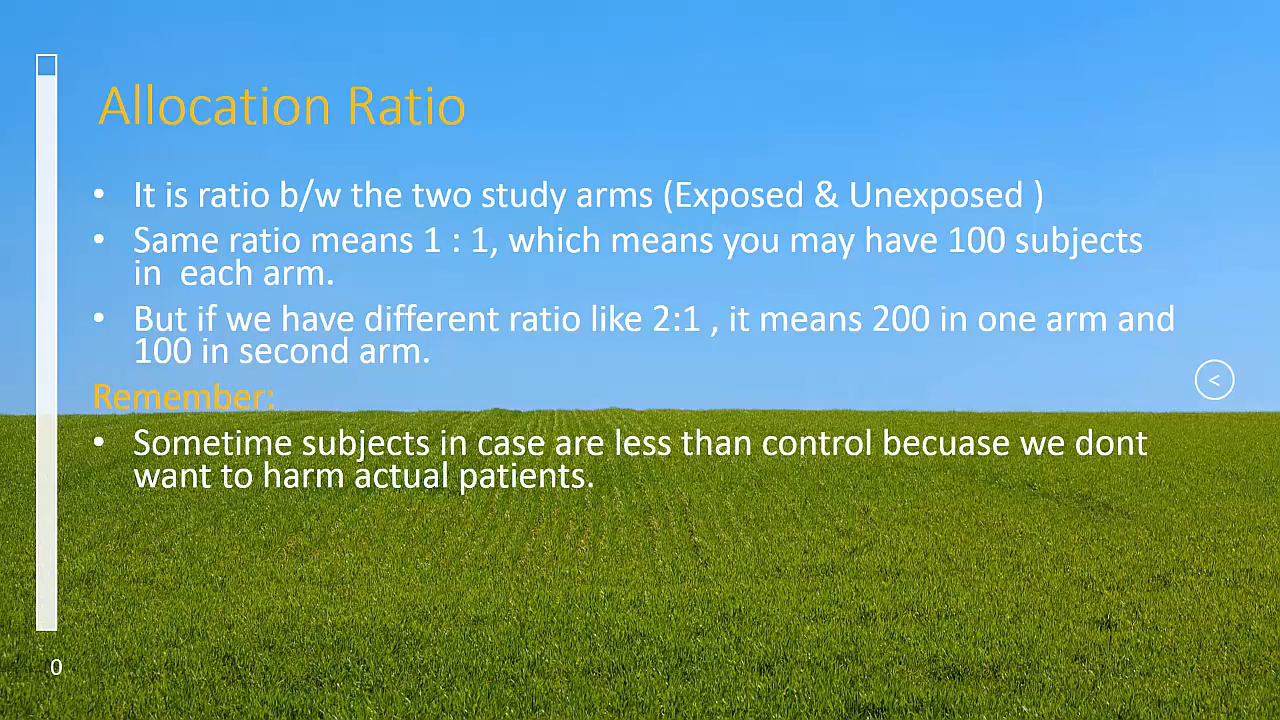 Allocation Ratio
• It is ratio b/w the two study arms (Exposed & Unexposed )
• Same ratio means 1 : 1, which means you may have 100 subjects
in  each arm.
• But if we have different ratio like 2:1 , it means 200 in one arm and
100 in second arm.
<
Remember:
• Sometime subjects in case are less than control becuase we dont
want to harm actual patients.
0